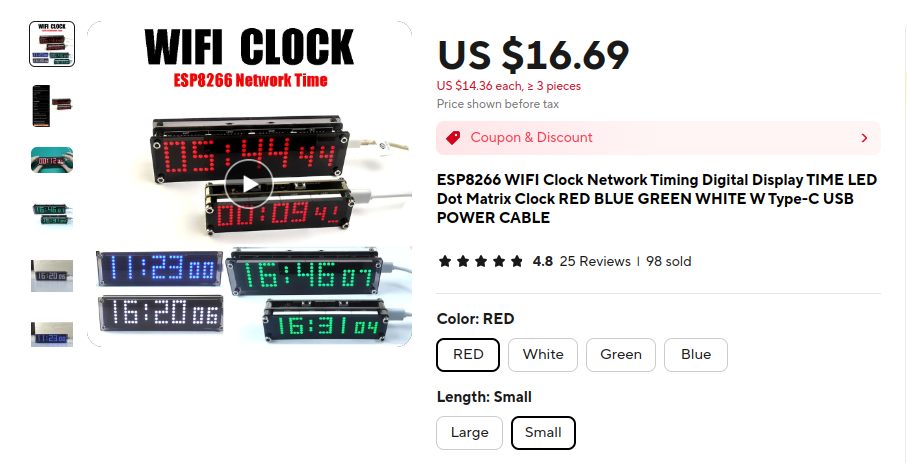 WIFI CLOCK
ESP8266 Network Time
05:44 44
00:09 41
11:23 00
16:46 07
16:20 06
16:31 04
US $16.69
US $14.36 each, ≥ 3 pieces
Price shown before tax
Coupon & Discount
ESP8266 WIFI Clock Network Timing Digital Display TIME LED
Dot Matrix Clock RED BLUE GREEN WHITE W Type-C USB
POWER CABLE
4.8 25 Reviews | 98 sold
Color: RED
RED White Green Blue
Length: Small
Large Small